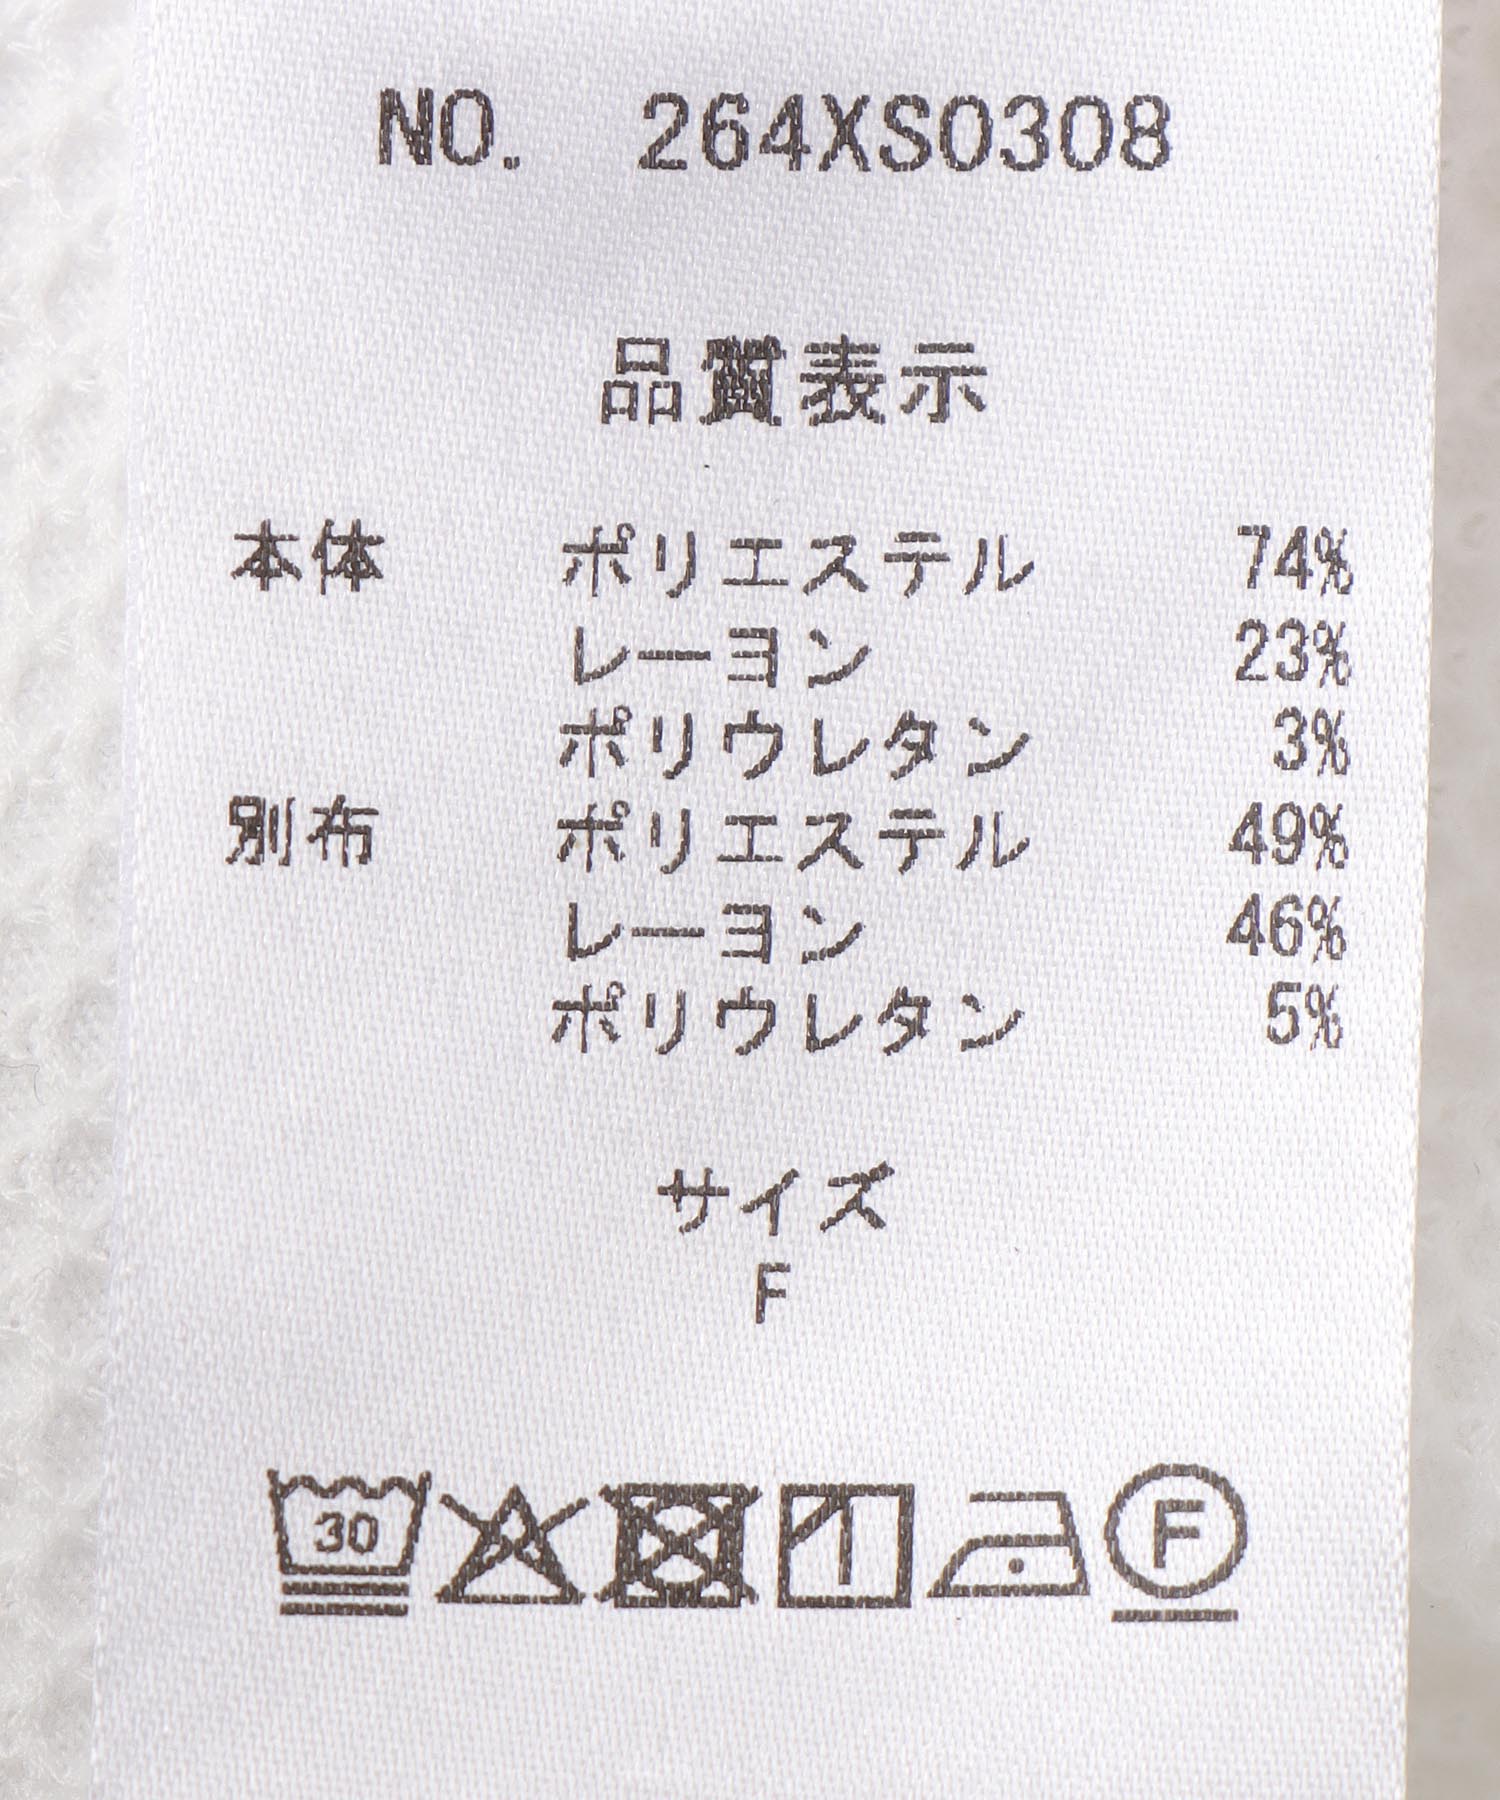 NO. 264XS0308
品質表示
本体 ポリエステル 74%
レーヨン 23%
ポリウレタン 3%
別布 ポリエステル 49%
レーヨン 46%
ポリウレタン 5%
サイズ
F
30 F